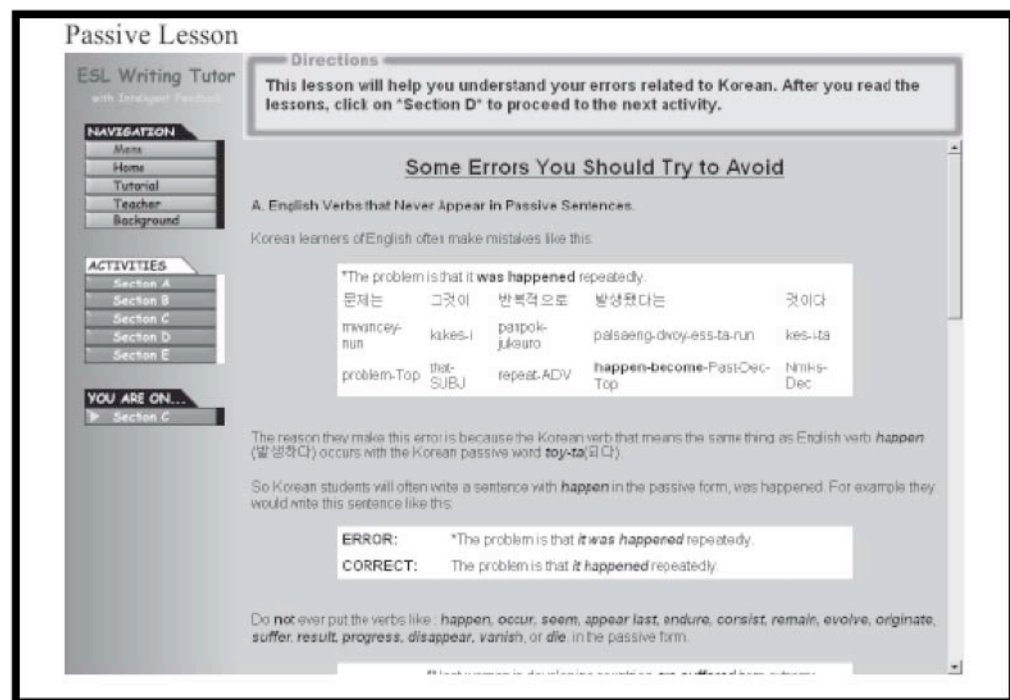 Passive Lesson
ESL Writing Tutor
with Inteligent Feedback
NAVIGATION
Menu
Home
Tutorial
Teacher
Background
ACTIVITIES
Section A
Section B
Section C
Section D
Section E
YOU ARE ON...
Section C
Directions
This lesson will help you understand your errors related to Korean. After you read the
lessons, click on "Section D" to proceed to the next activity.
Some Errors You Should Try to Avoid
A. English Verbs that Never Appear in Passive Sentences.
Korean learners of English often make mistakes like this:
*The problem is that it was happened repeatedly.
문제는 그것이 반복적으로 발생됐다는 것이다
palsaeng-dwoy-ess-ta-nun
problem-Top that-SUBJ repeat-ADV happen-become-Past-Dec-Top
The reason they make this error is because the Korean verb that means the same thing as English verb happen
(발생하다) occurs with the Korean passive word toy-ta(되다).
So Korean students will often write a sentence with happen in the passive form, was happened. For example they
would write this sentence like this:
ERROR: *The problem is that it was happened repeatedly.
CORRECT: The problem is that it happened repeatedly.
Do not ever put the verbs like : happen, occur, seem, appear last, endure, consist, remain, evolve, originate,
suffer, result, progress, disappear, vanish, or die. in the passive form.